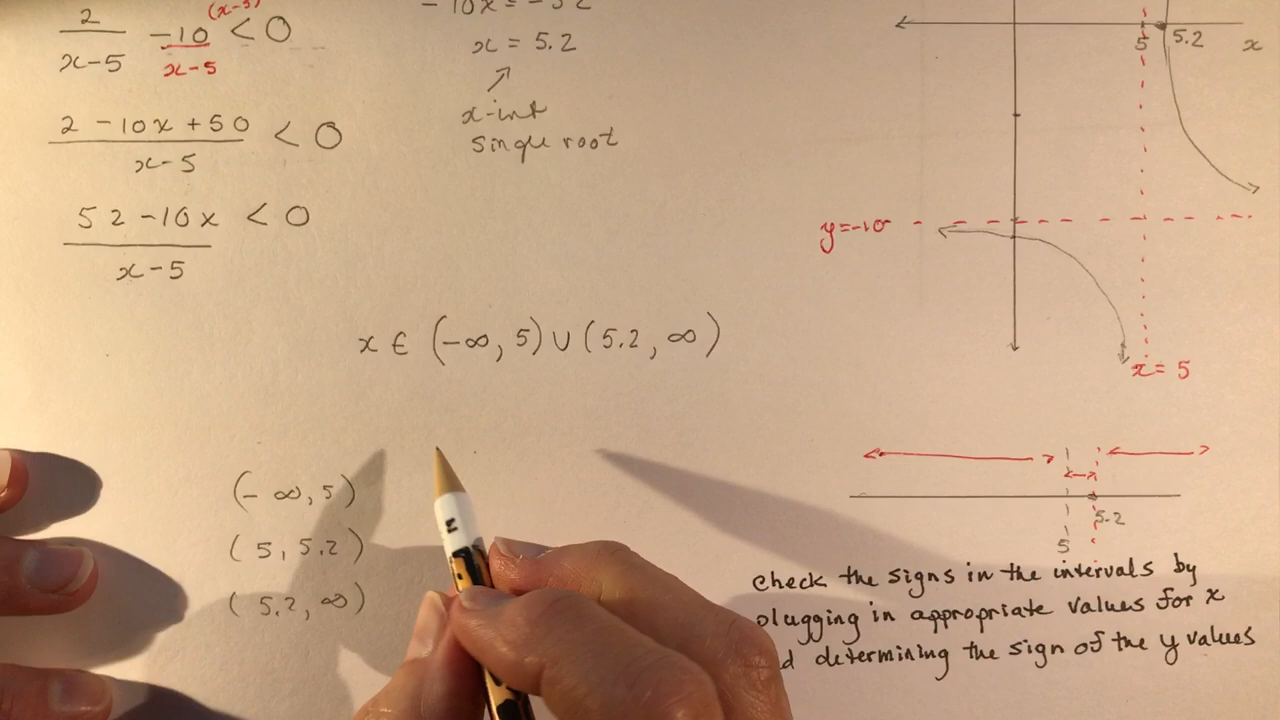 2/(x-5) -10(x-5)/(x-5) < 0
(2 -10x +50)/(x-5) < 0
(52 -10x)/(x-5) < 0
-10x = -52
x = 5.2
x-int
single root
5
5.2
x
y=-10
x = 5
x ∈ (-∞, 5) ∪ (5.2, ∞)
(-∞, 5)
(5, 5.2)
(5.2, ∞)
5
5.2
check the signs in the intervals by
plugging in appropriate values for x
determining the sign of the y values